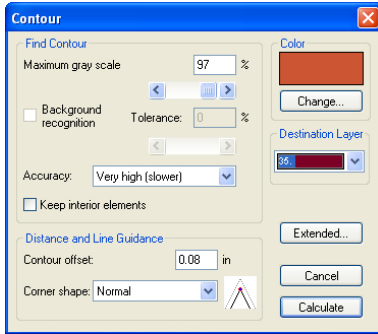 Contour
Find Contour
Maximum gray scale 97 %
Background recognition Tolerance: 0 %
Accuracy: Very high (slower)
Keep interior elements
Distance and Line Guidance
Contour offset: 0.08 in
Corner shape: Normal
Color
Change...
Destination Layer
35.
Extended...
Cancel
Calculate